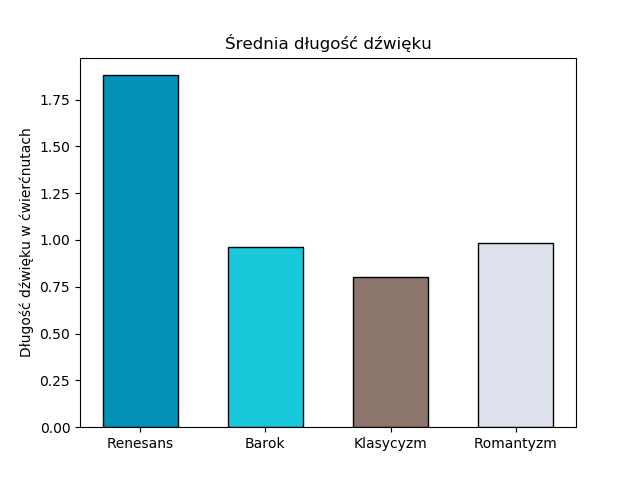 Średnia długość dźwięku
Długość dźwięku w ćwierćnutach
1.75
1.50
1.25
1.00
0.75
0.50
0.25
0.00
Renesans Barok Klasycyzm Romantyzm